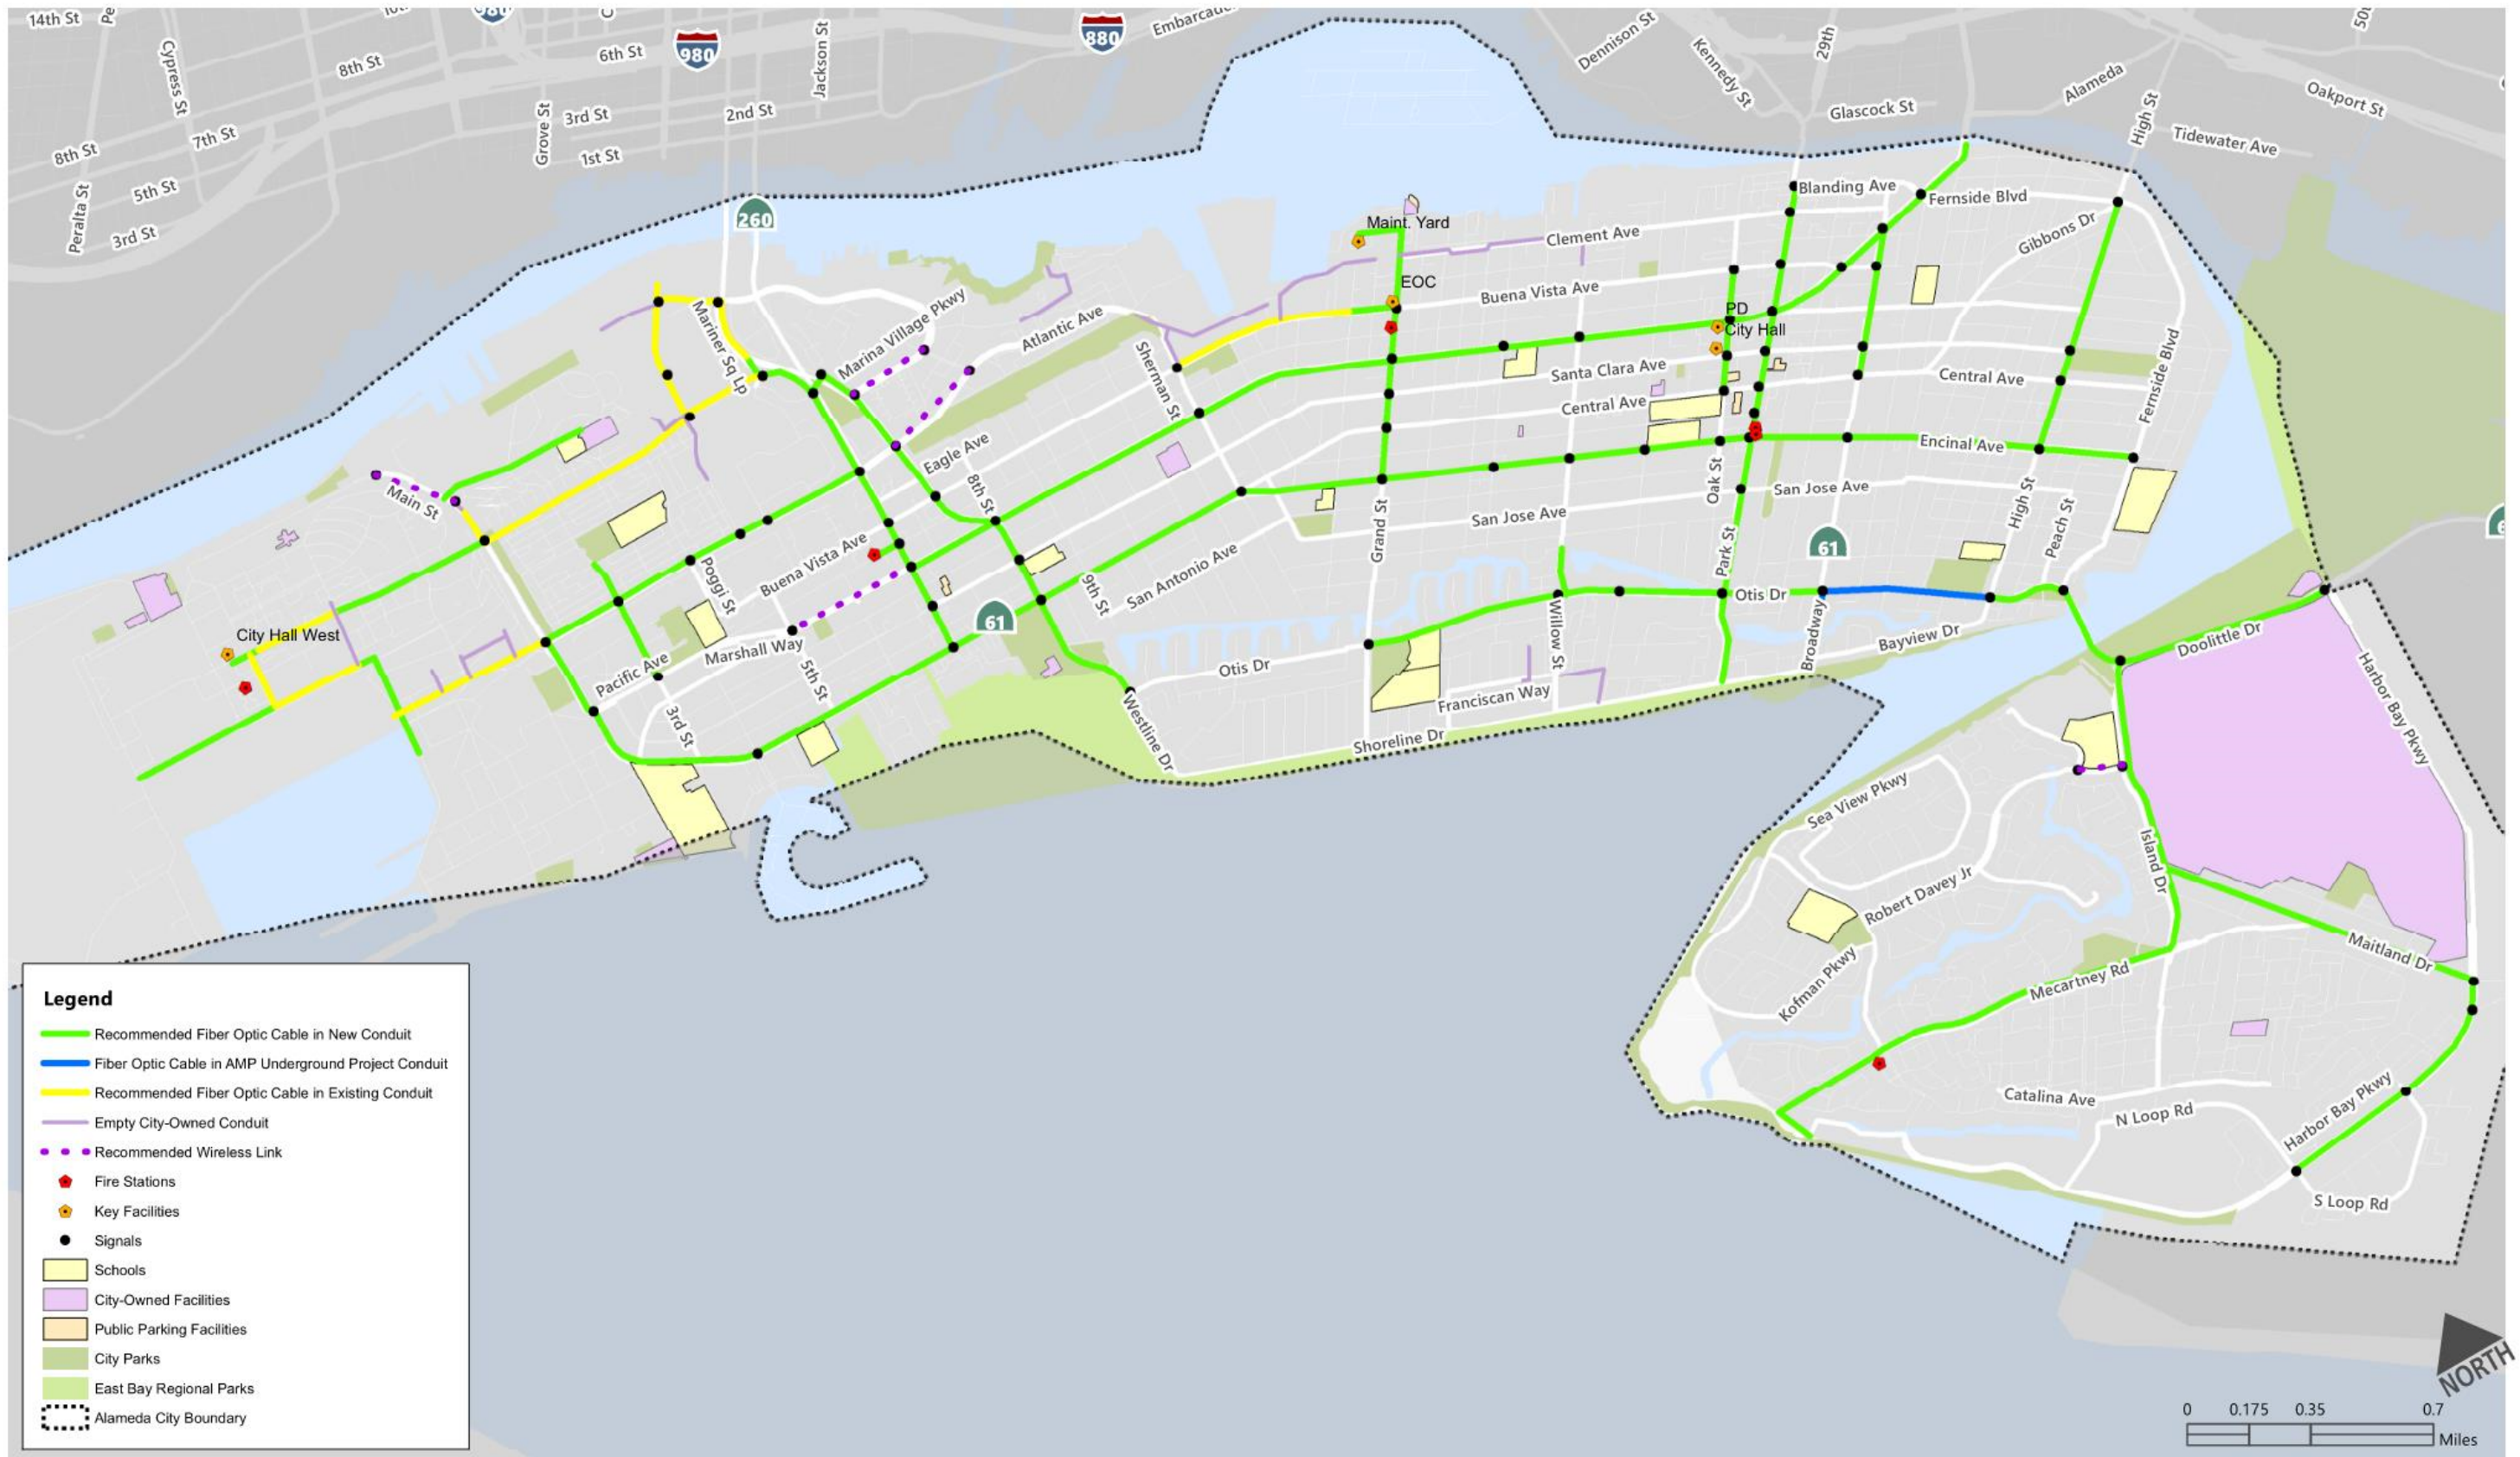 14th St
Cypress St
8th St
6th St
980
Jackson St
880
Dennison St
Kennedy St
29th
Alameda
Oakport St
8th St
7th St
Grove St
3rd St
2nd St
Glascock St
High St
Tidewater Ave
Peralta St
5th St
1st St
3rd St
260
Blanding Ave
Fernside Blvd
Maint. Yard
Clement Ave
Gibbons Dr
EOC
Buena Vista Ave
Mariner Sq Lp
Marina Village Pkwy
Atlantic Ave
PD
City Hall
Sherman St
Santa Clara Ave
Central Ave
Central Ave
Fernside Blvd
Encinal Ave
Eagle Ave
8th St
Main St
Oak St
San Jose Ave
San Jose Ave
High St
Peach St
Grand St
Park St
61
Buena Vista Ave
Poggi St
9th St
San Antonio Ave
61
Otis Dr
Willow St
Broadway
Bayview Dr
Doolittle Dr
City Hall West
Marshall Way
Pacific Ave
5th St
3rd St
Otis Dr
Franciscan Way
Westline Dr
Shoreline Dr
Harbor Bay Pkwy
Sea View Pkwy
Island Dr
Robert Davey Jr
Kofman Pkwy
Mecartney Rd
Maitland Dr
Catalina Ave
N Loop Rd
Harbor Bay Pkwy
S Loop Rd
Legend
Recommended Fiber Optic Cable in New Conduit
Fiber Optic Cable in AMP Underground Project Conduit
Recommended Fiber Optic Cable in Existing Conduit
Empty City-Owned Conduit
Recommended Wireless Link
Fire Stations
Key Facilities
Signals
Schools
City-Owned Facilities
Public Parking Facilities
City Parks
East Bay Regional Parks
Alameda City Boundary
NORTH
0 0.175 0.35 0.7
Miles